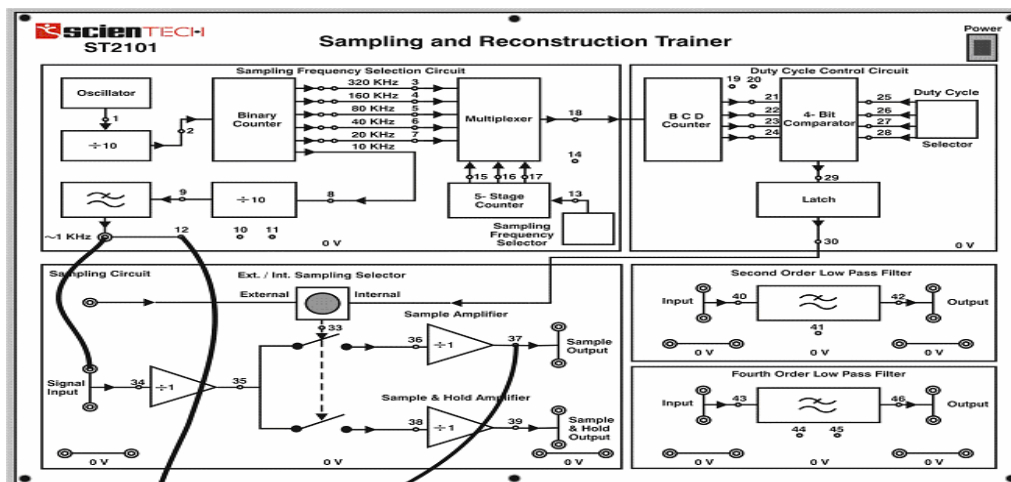 scienTECH
ST2101
Sampling and Reconstruction Trainer
Power
Sampling Frequency Selection Circuit
Oscillator
1
÷10
2
Binary
Counter
320 KHz 3
160 KHz 4
80 KHz 5
40 KHz 6
20 KHz 7
10 KHz
Multiplexer
18
14
15 16 17
5- Stage
Counter
13
Sampling
Frequency
Selector
8
÷10
9
~1 KHz
12
10 11
0 V
Duty Cycle Control Circuit
19 20
B C D
Counter
21
22
23
24
4- Bit
Comparator
25
26
27
28
Duty Cycle
Selector
29
Latch
30
0 V
Sampling Circuit
Ext. / Int. Sampling Selector
External
Internal
33
Sample Amplifier
36
÷1
37
Sample
Output
Signal
Input
34
÷1
35
Sample & Hold Amplifier
38
÷1
39
Sample
& Hold
Output
0 V
0 V
0 V
Second Order Low Pass Filter
Input
40
42
Output
41
0 V
0 V
Fourth Order Low Pass Filter
Input
43
46
Output
44 45
0 V
0 V